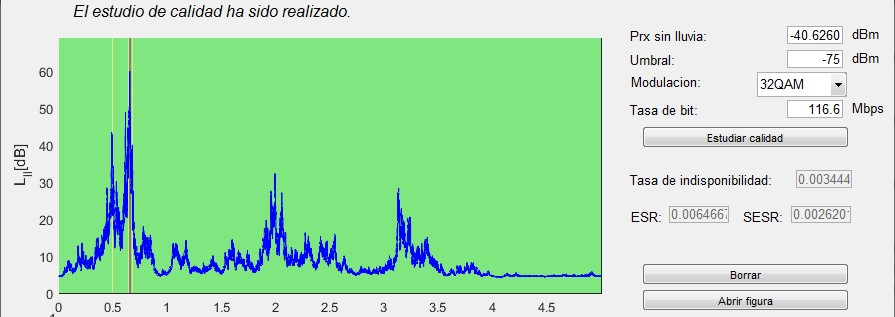 El estudio de calidad ha sido realizado.
Prx sin lluvia: -40.6260 dBm
Umbral: -75 dBm
Modulacion: 32QAM
Tasa de bit: 116.6 Mbps
Estudiar calidad
Tasa de indisponibilidad: 0.003444
ESR: 0.006466 SESR: 0.002620
Borrar
Abrir figura
LII[dB]
60
50
40
30
20
10
0
0 0.5 1 1.5 2 2.5 3 3.5 4 4.5